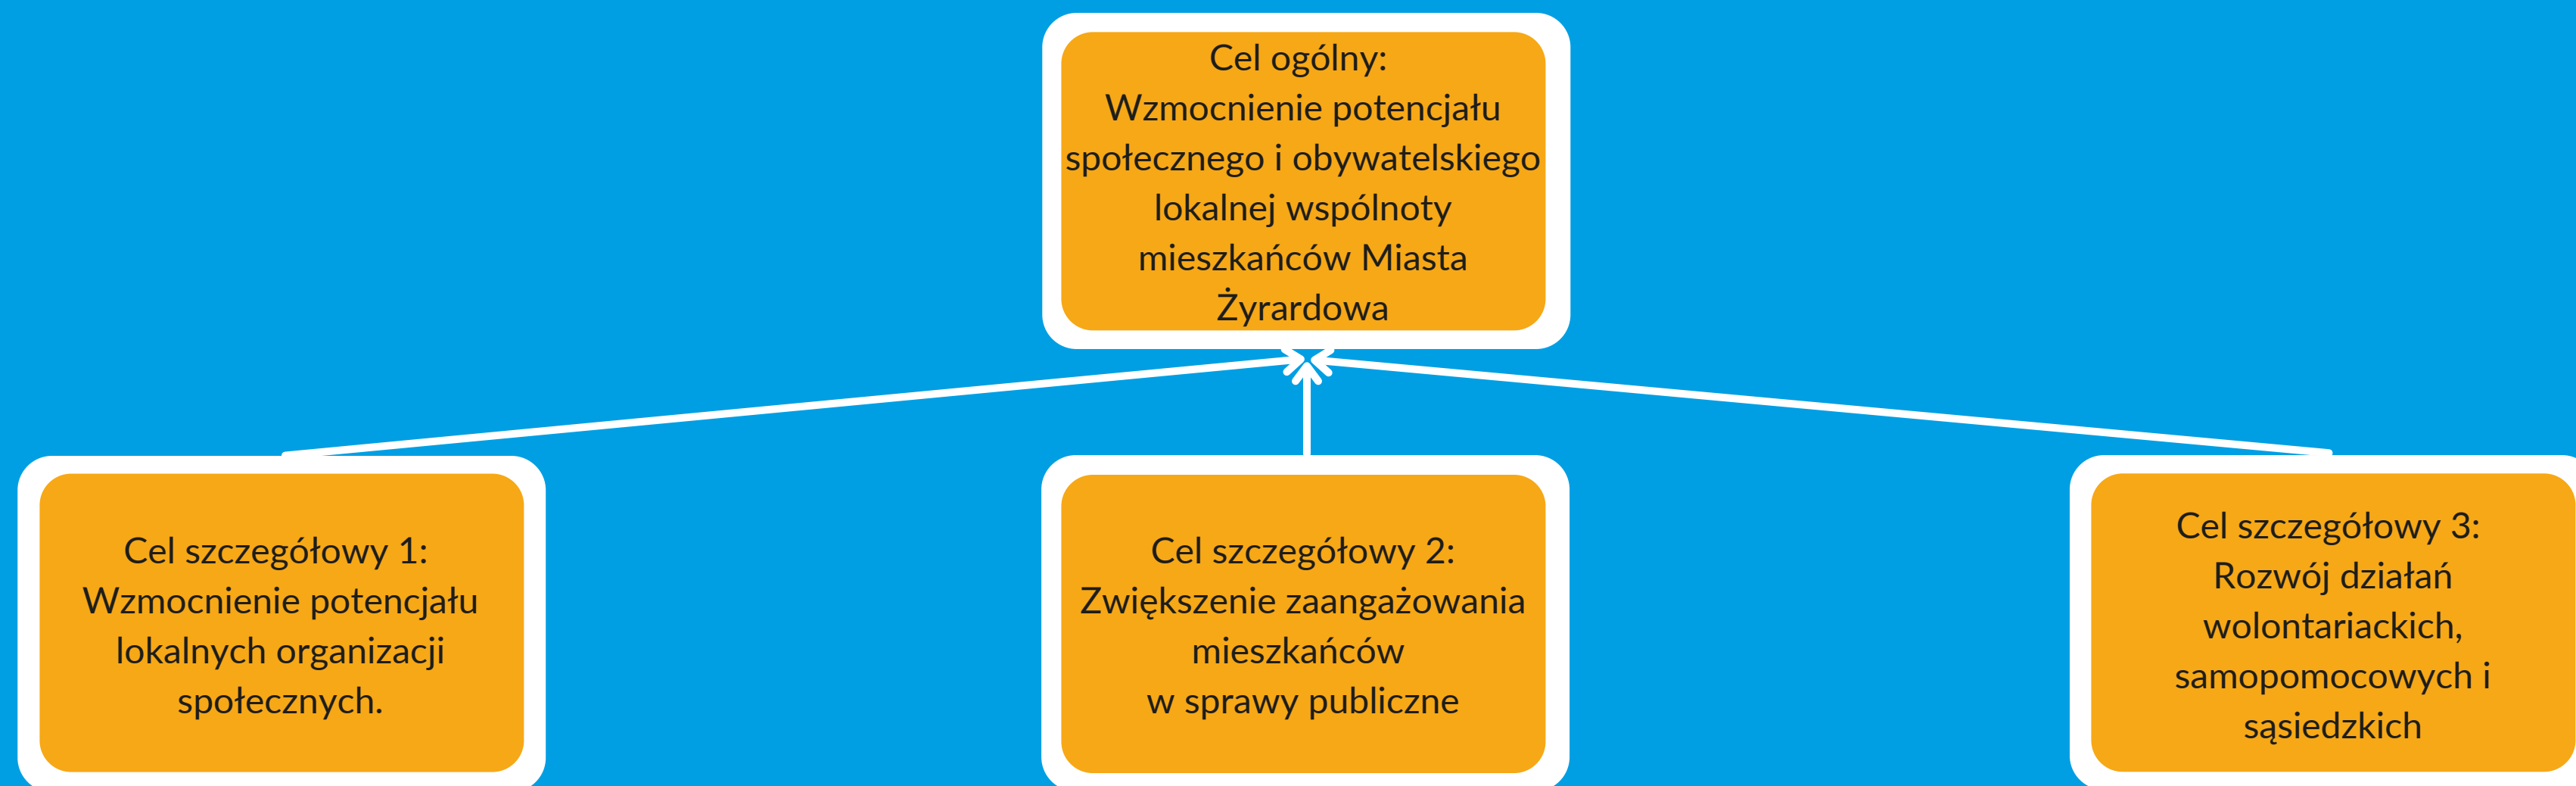 Cel ogólny:
Wzmocnienie potencjału
społecznego i obywatelskiego
lokalnej wspólnoty
mieszkańców Miasta
Żyrardowa
Cel szczegółowy 1:
Wzmocnienie potencjału
lokalnych organizacji
społecznych.
Cel szczegółowy 2:
Zwiększenie zaangażowania
mieszkańców
w sprawy publiczne
Cel szczegółowy 3:
Rozwój działań
wolontariackich,
samopomocowych i
sąsiedzkich